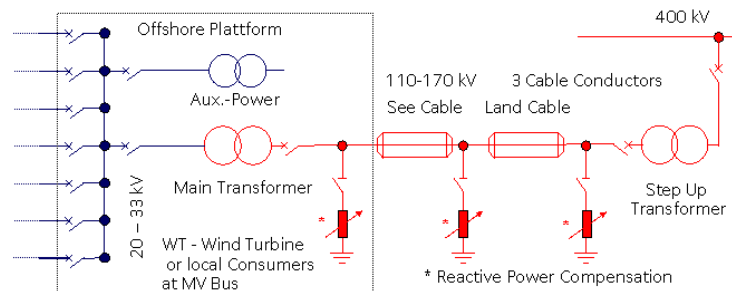 Offshore Plattform
400 kV
Aux.-Power
110-170 kV
3 Cable Conductors
See Cable
Land Cable
Main Transformer
Step Up
Transformer
20 – 33 kV
WT - Wind Turbine
or local Consumers
at MV Bus
*
*
*
* Reactive Power Compensation